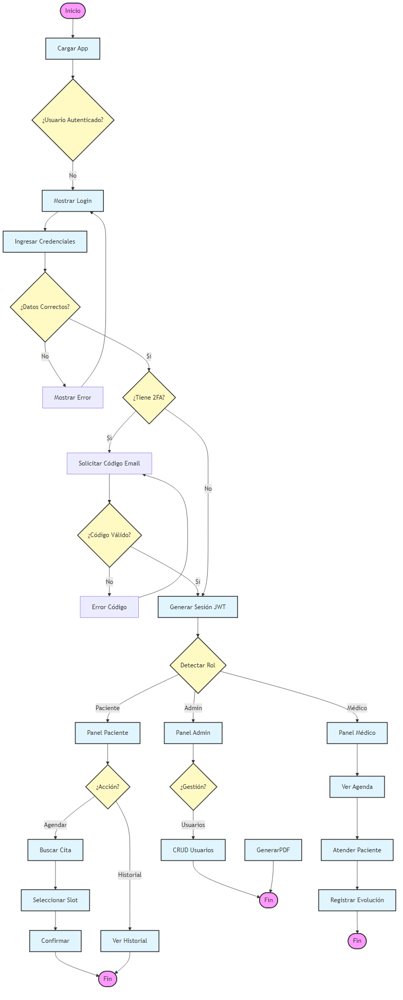 Inicio
Cargar App
¿Usuario Autenticado?
No
Mostrar Login
Ingresar Credenciales
¿Datos Correctos?
No
Sí
Mostrar Error
¿Tiene 2FA?
Sí
Solicitar Código Email
No
¿Código Válido?
No
Sí
Error Código
Generar Sesión JWT
Detectar Rol
Paciente
Admin
Médico
Panel Paciente
Panel Admin
Panel Médico
¿Acción?
¿Gestión?
Ver Agenda
Agendar
Usuarios
Buscar Cita
CRUD Usuarios
GenerarPDF
Atender Paciente
Historial
Seleccionar Slot
Fin
Registrar Evolución
Confirmar
Ver Historial
Fin
Fin